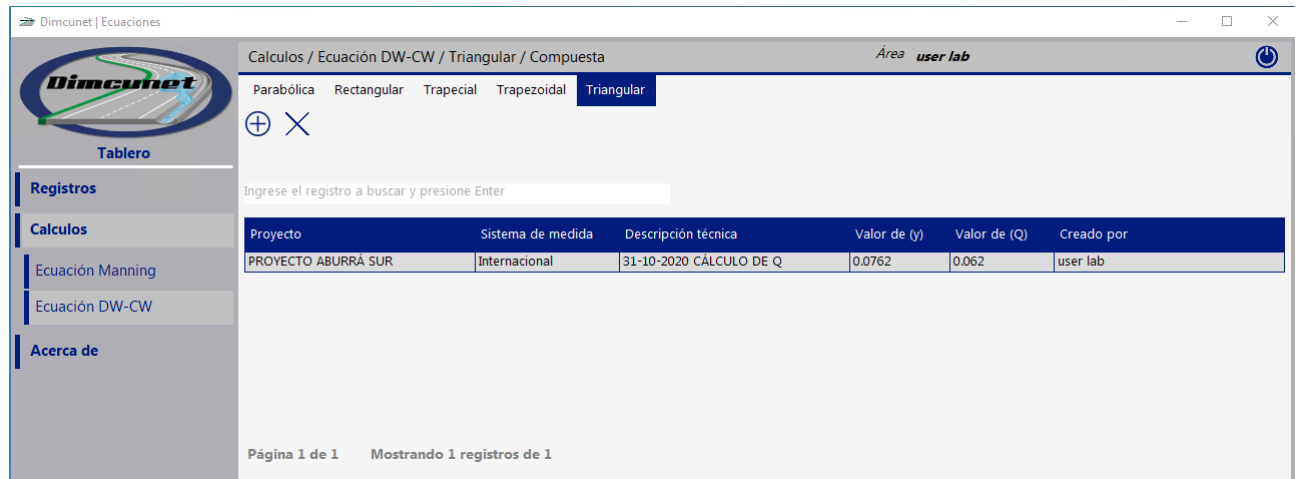 Dimcunet | Ecuaciones
Dimcunet
Tablero
Registros
Calculos
Ecuación Manning
Ecuación DW-CW
Acerca de
Calculos / Ecuación DW-CW / Triangular / Compuesta Área user lab
Parabólica Rectangular Trapecial Trapezoidal Triangular
Ingrese el registro a buscar y presione Enter
Proyecto Sistema de medida Descripción técnica Valor de (y) Valor de (Q) Creado por
PROYECTO ABURRÁ SUR Internacional 31-10-2020 CÁLCULO DE Q 0.0762 0.062 user lab
Página 1 de 1 Mostrando 1 registros de 1